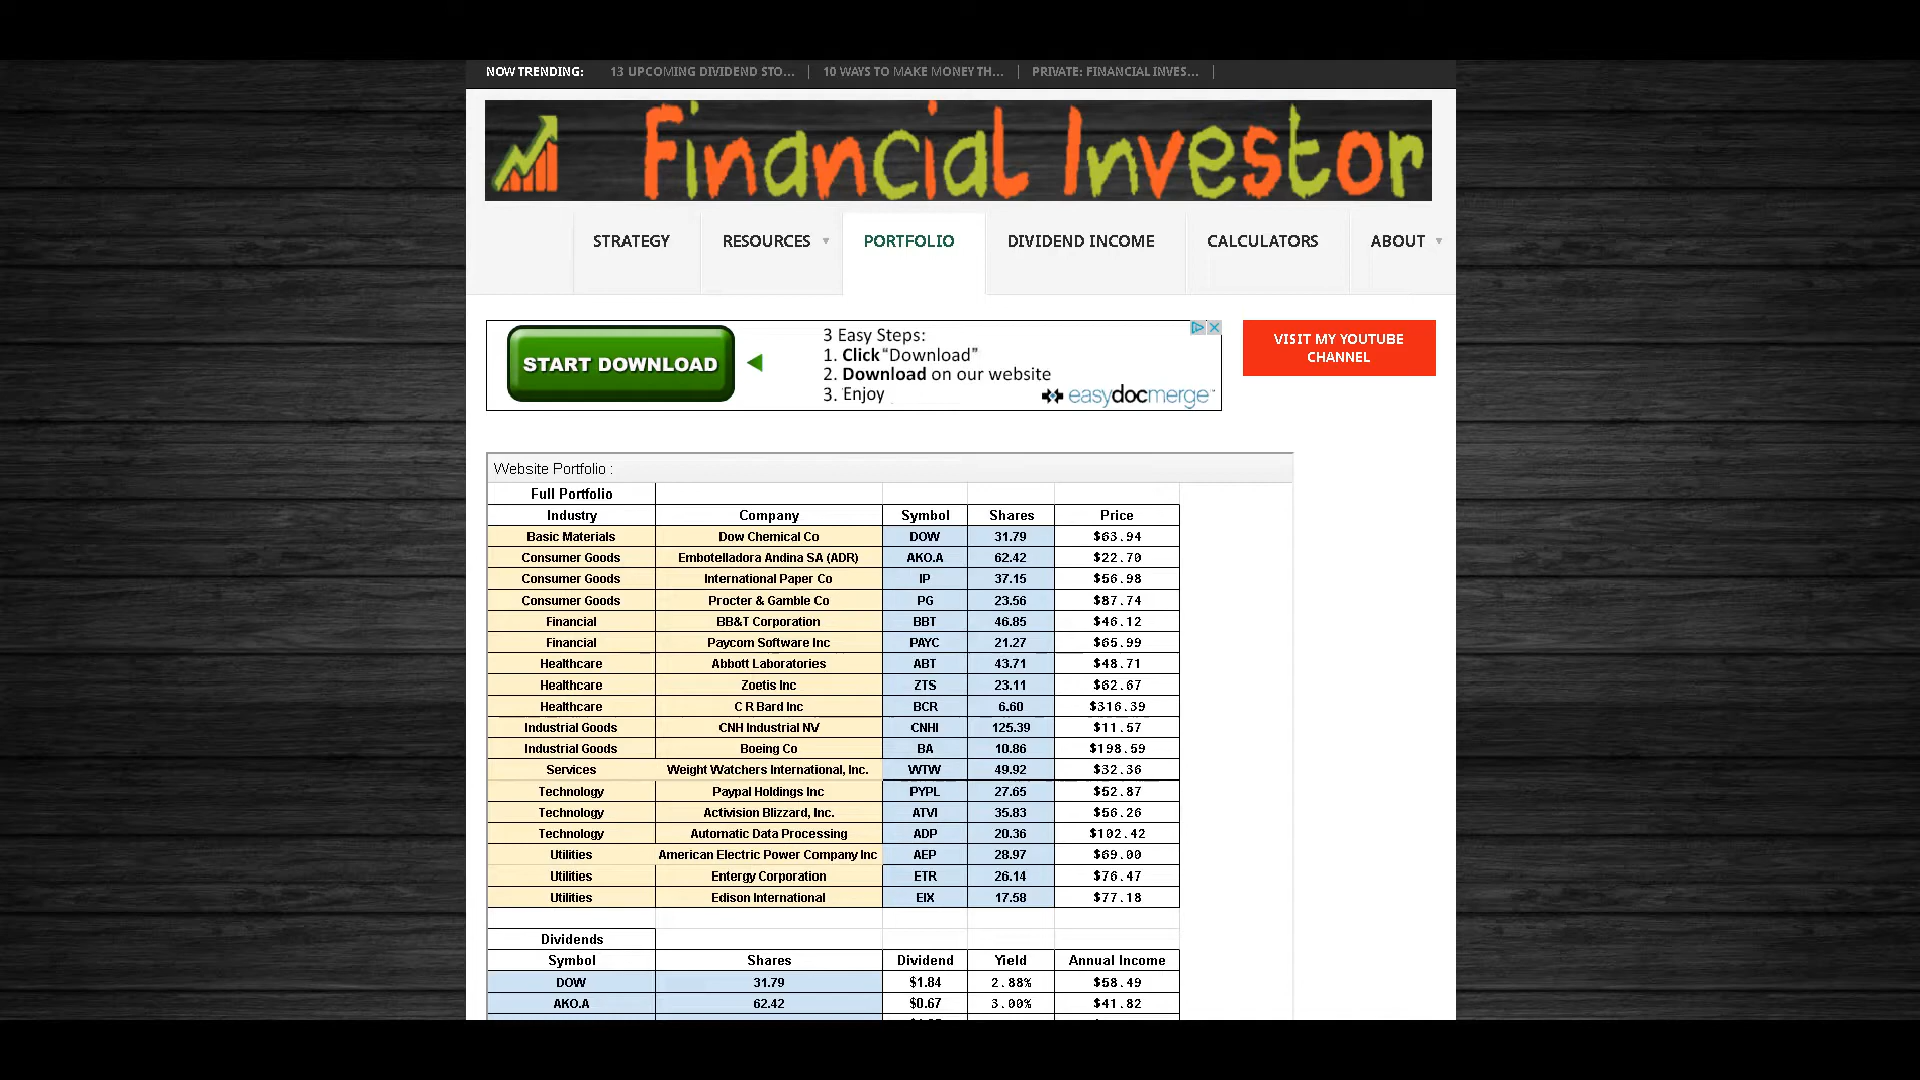 NOW TRENDING: 13 UPCOMING DIVIDEND STO... 10 WAYS TO MAKE MONEY TH... PRIVATE: FINANCIAL INVES...
Financial Investor
STRATEGY RESOURCES PORTFOLIO DIVIDEND INCOME CALCULATORS ABOUT
START DOWNLOAD
3 Easy Steps:
1. Click "Download"
2. Download on our website
3. Enjoy
easydocmerge
VISIT MY YOUTUBE
CHANNEL
Website Portfolio :
Full Portfolio
Industry Company Symbol Shares Price
Basic Materials Dow Chemical Co DOW 31.79 $63.94
Consumer Goods Embotelladora Andina SA (ADR) AKO.A 62.42 $22.70
Consumer Goods International Paper Co IP 37.15 $56.98
Consumer Goods Procter & Gamble Co PG 23.56 $87.74
Financial BB&T Corporation BBT 46.85 $46.12
Financial Paycom Software Inc PAYC 21.27 $65.99
Healthcare Abbott Laboratories ABT 43.71 $48.71
Healthcare Zoetis Inc ZTS 23.11 $62.67
Healthcare C R Bard Inc BCR 6.60 $316.39
Industrial Goods CNH Industrial NV CNHI 125.39 $11.57
Industrial Goods Boeing Co BA 10.86 $198.59
Services Weight Watchers International, Inc. WTW 49.92 $32.36
Technology Paypal Holdings Inc PYPL 27.65 $52.87
Technology Activision Blizzard, Inc. ATVI 35.83 $56.26
Technology Automatic Data Processing ADP 20.36 $102.42
Utilities American Electric Power Company Inc AEP 28.97 $69.00
Utilities Entergy Corporation ETR 26.14 $76.47
Utilities Edison International EIX 17.58 $77.18
Dividends
Symbol Shares Dividend Yield Annual Income
DOW 31.79 $1.84 2.88% $58.49
AKO.A 62.42 $0.67 3.00% $41.82